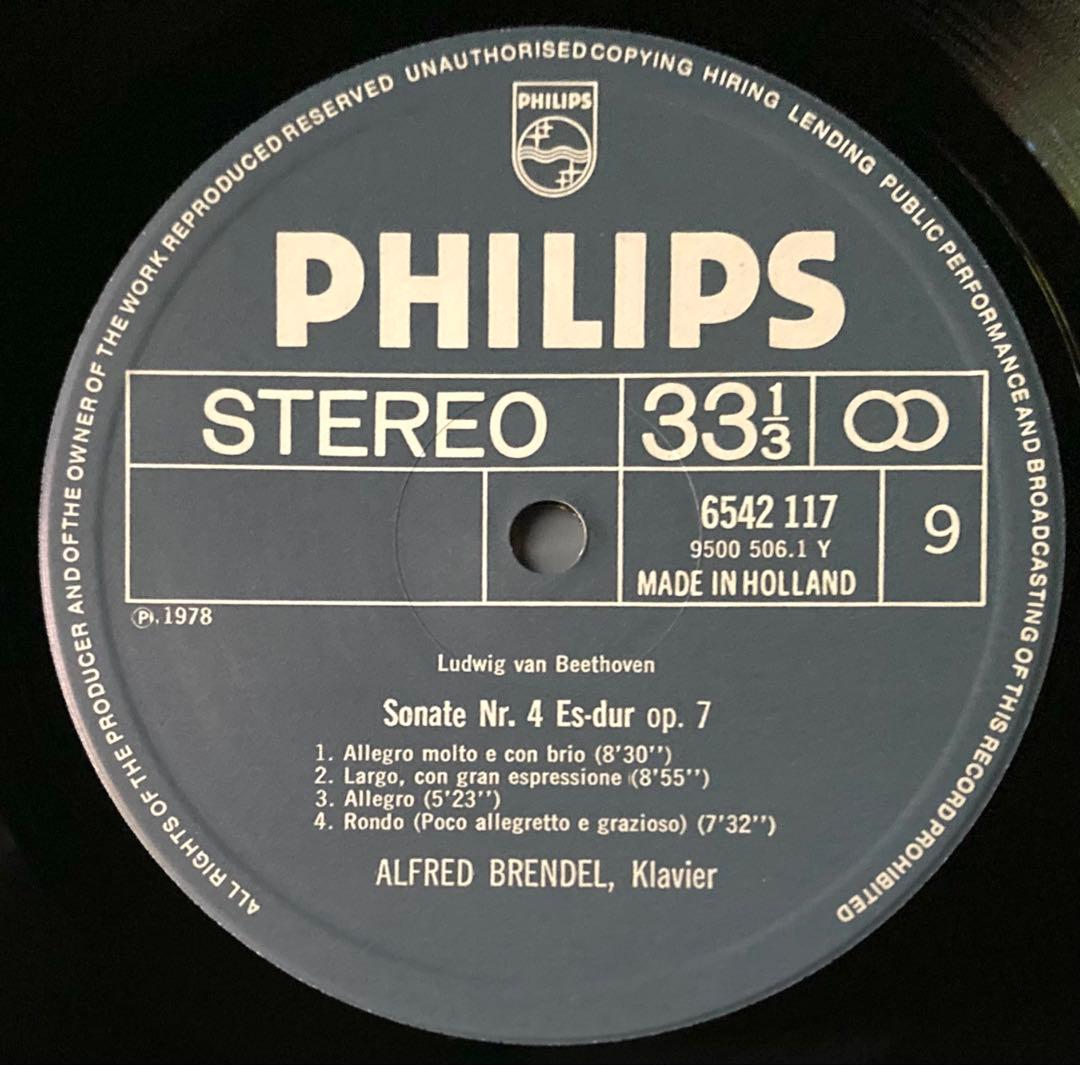 ALL RIGHTS OF THE PRODUCER AND OF THE OWNER OF THE WORK REPRODUCED RESERVED UNAUTHORISED COPYING HIRING LENDING PUBLIC PERFORMANCE AND BROADCASTING OF THIS RECORD PROHIBITED
PHILIPS
PHILIPS
STEREO 33 1/3
6542 117 9
9500 506.1 Y
MADE IN HOLLAND
℗ 1978
Ludwig van Beethoven
Sonate Nr. 4 Es-dur op. 7
1. Allegro molto e con brio (8'30'')
2. Largo, con gran espressione (8'55'')
3. Allegro (5'23'')
4. Rondo (Poco allegretto e grazioso) (7'32'')
ALFRED BRENDEL, Klavier